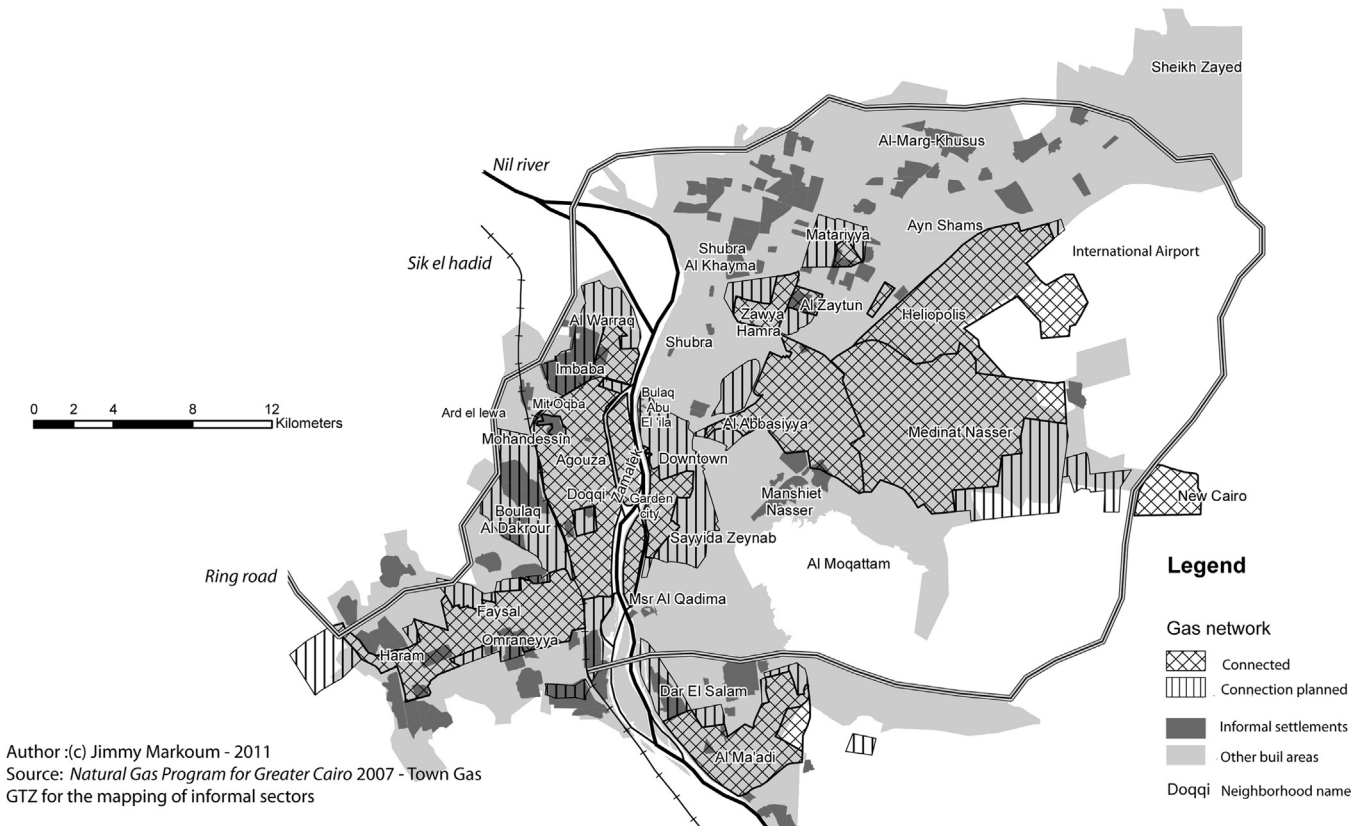 Sheikh Zayed
Al-Marg-Khusus
Nil river
Ayn Shams
Matariyya
Shubra
Al Khayma
International Airport
Sik el hadid
Al Zaytun
Zawya
Hamra
Heliopolis
Al Warraq
Shubra
Imbaba
0 2 4 8 12
Kilometers
Bulaq
Abu
El 'ila
Mit Oqba
Ard el lewa
Al Abbasiyya
Medinat Nasser
Mohandessin
Agouza
Zamalek
Downtown
Doqqi
Garden
city
Manshiet
Nasser
New Cairo
Boulaq
Al Dakrour
Sayyida Zeynab
Al Moqattam
Ring road
Msr Al Qadima
Faysal
Omraneyya
Haram
Dar El Salam
Al Ma'adi
Legend
Gas network
Connected
Connection planned
Informal settlements
Other buil areas
Doqqi Neighborhood name
Author :(c) Jimmy Markoum - 2011
Source: Natural Gas Program for Greater Cairo 2007 - Town Gas
GTZ for the mapping of informal sectors